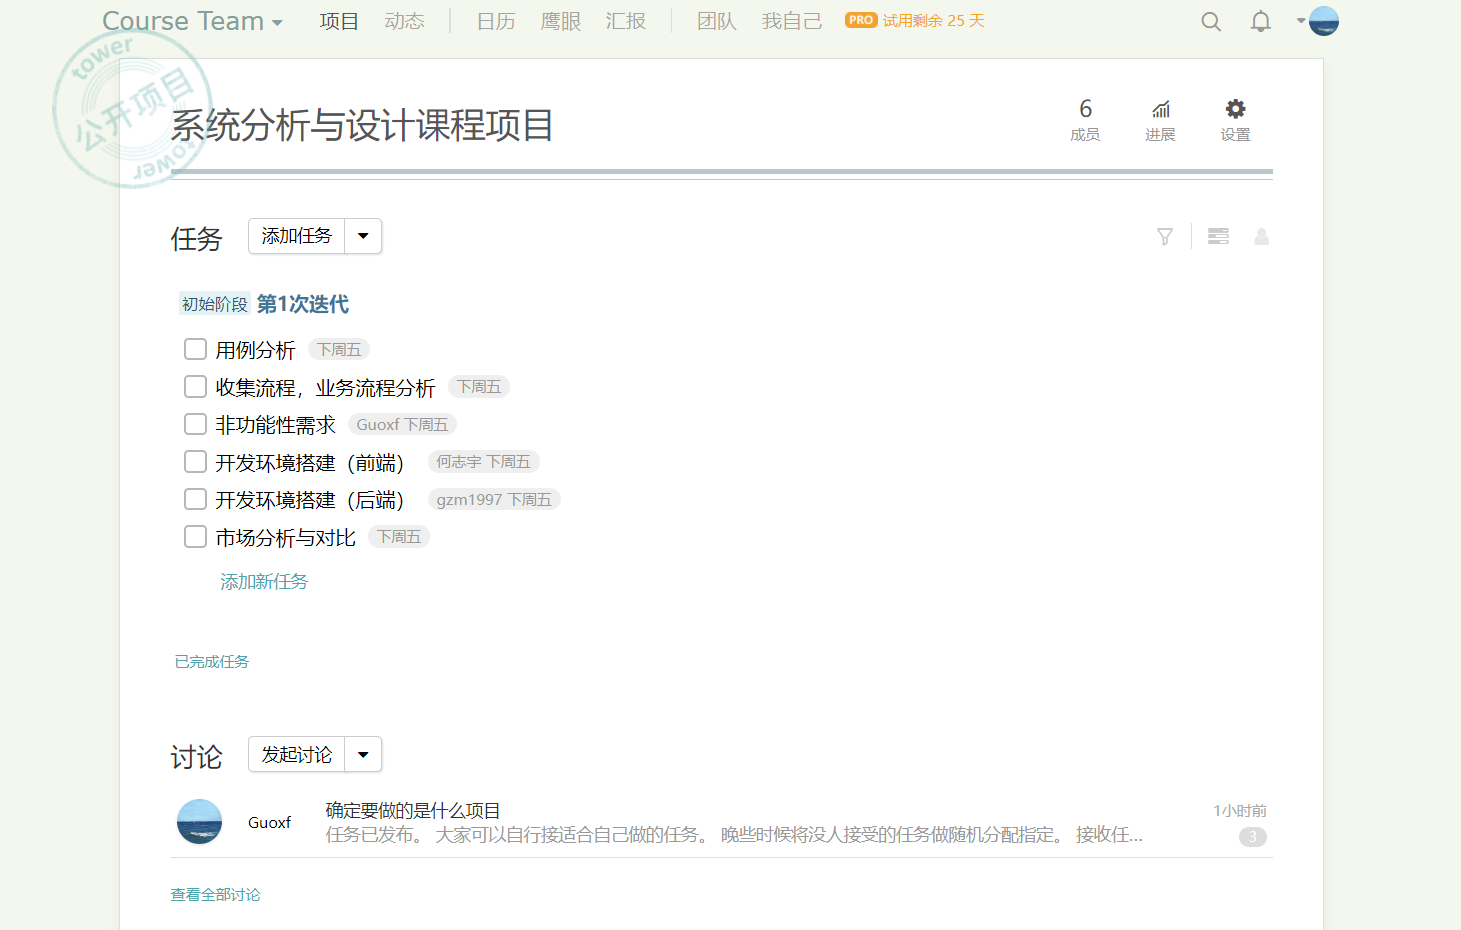 Course Team 项目 动态 日历 鹰眼 汇报 团队 我自己 PRO 试用剩余 25 天
tower
公开项目
tower
系统分析与设计课程项目
6
成员 进展 设置
任务 添加任务
初始阶段 第1次迭代
用例分析 下周五
收集流程，业务流程分析 下周五
非功能性需求 Guoxf 下周五
开发环境搭建（前端） 何志宇 下周五
开发环境搭建（后端） gzm1997 下周五
市场分析与对比 下周五
添加新任务
已完成任务
讨论 发起讨论
Guoxf 确定要做的是什么项目 1小时前
任务已发布。 大家可以自行接适合自己做的任务。 晚些时候将没人接受的任务做随机分配指定。 接收任... 3
查看全部讨论